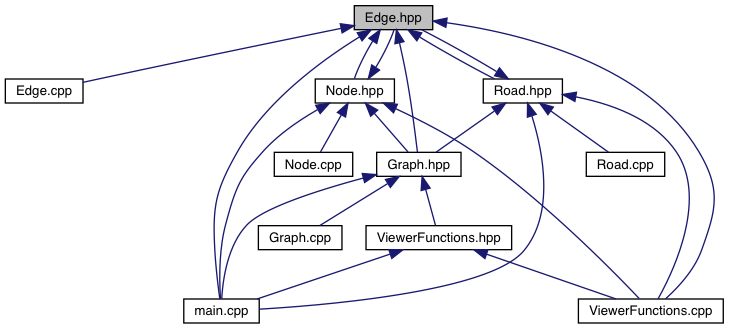 Edge.hpp
Edge.cpp
Node.hpp
Road.hpp
Node.cpp
Graph.hpp
Road.cpp
Graph.cpp
ViewerFunctions.hpp
main.cpp
ViewerFunctions.cpp